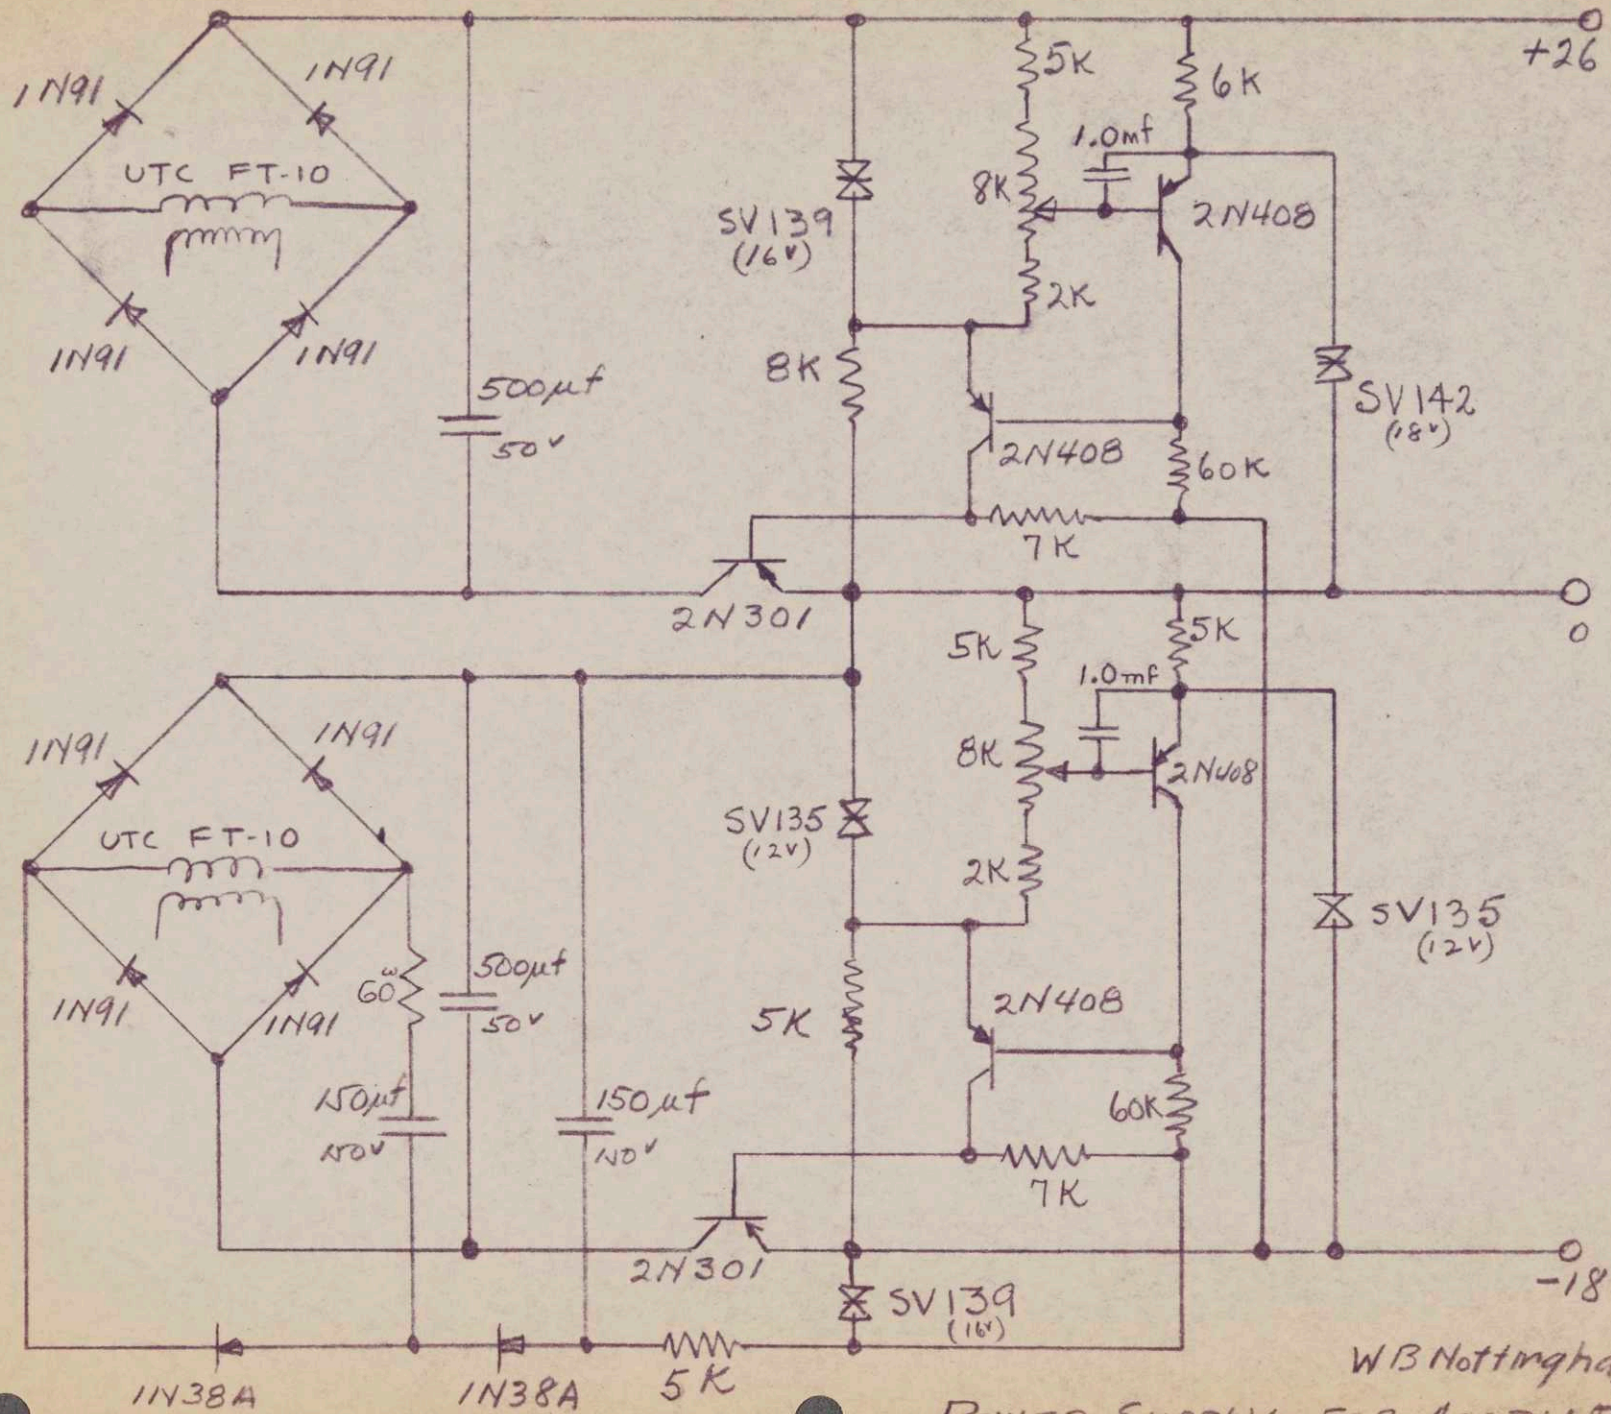 +26
1N91
1N91
5K
6K
1.0mf
UTC FT-10
8K
2N408
SV139
(16V)
2K
1N91
1N91
8K
500µf
50V
SV142
(18V)
2N408
60K
7K
2N301
0
5K
5K
1.0mf
1N91
1N91
8K
2N408
UTC FT-10
SV135
(12V)
2K
SV135
(12V)
60ω
500µf
50V
1N91
1N91
5K
2N408
150µf
150µf
60K
7K
2N301
-18
SV139
(16V)
1N38A
1N38A
5K
WB